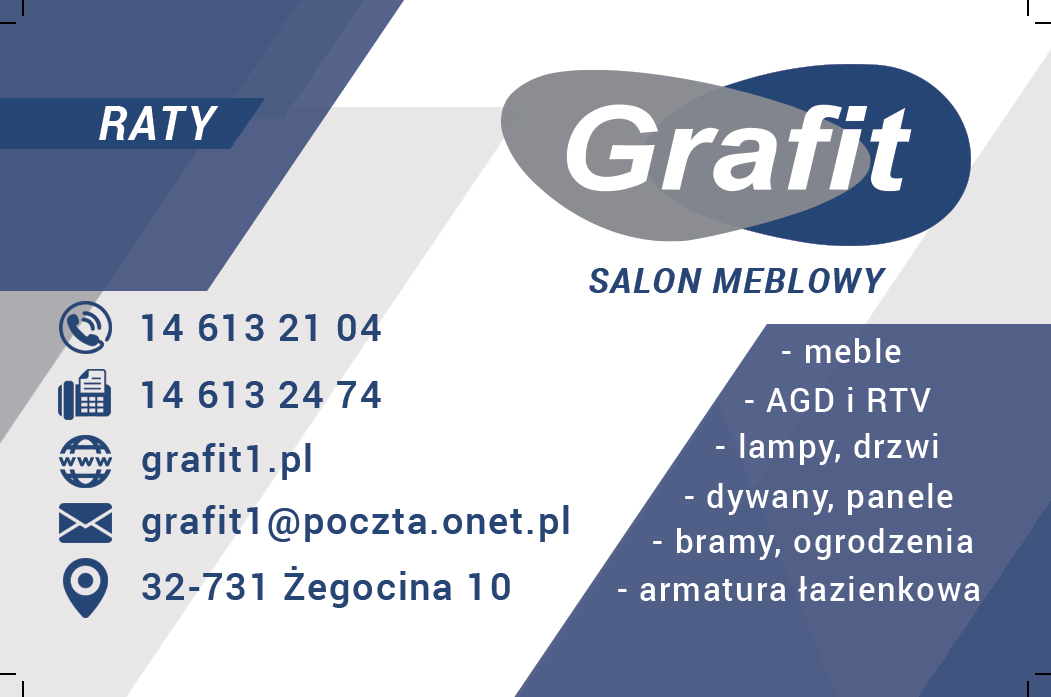 RATY
Grafit
SALON MEBLOWY
14 613 21 04
14 613 24 74
www
grafit1.pl
grafit1@poczta.onet.pl
32-731 Żegocina 10
- meble
- AGD i RTV
- lampy, drzwi
- dywany, panele
- bramy, ogrodzenia
- armatura łazienkowa